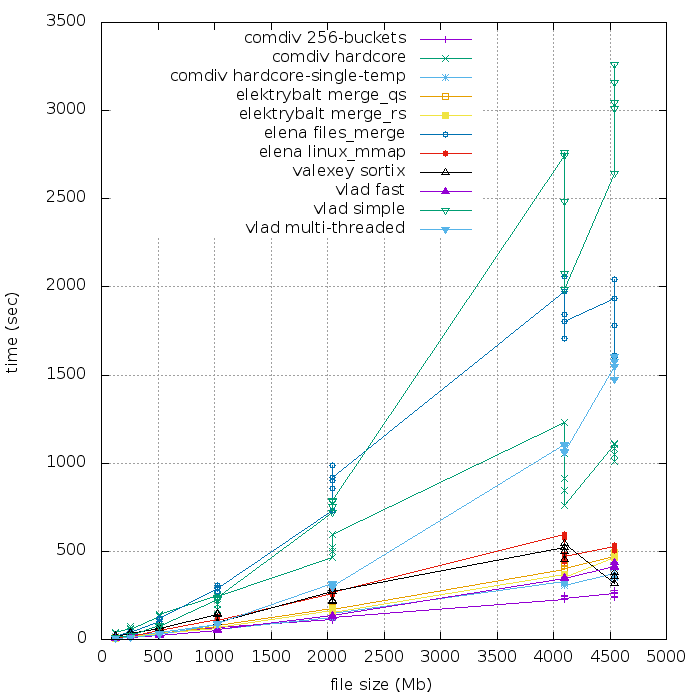 3500
3000
2500
2000
1500
1000
500
0
time (sec)
comdiv 256-buckets
comdiv hardcore
comdiv hardcore-single-temp
elektrybalt merge_qs
elektrybalt merge_rs
elena files_merge
elena linux_mmap
valexey sortix
vlad fast
vlad simple
vlad multi-threaded
0 500 1000 1500 2000 2500 3000 3500 4000 4500 5000
file size (Mb)